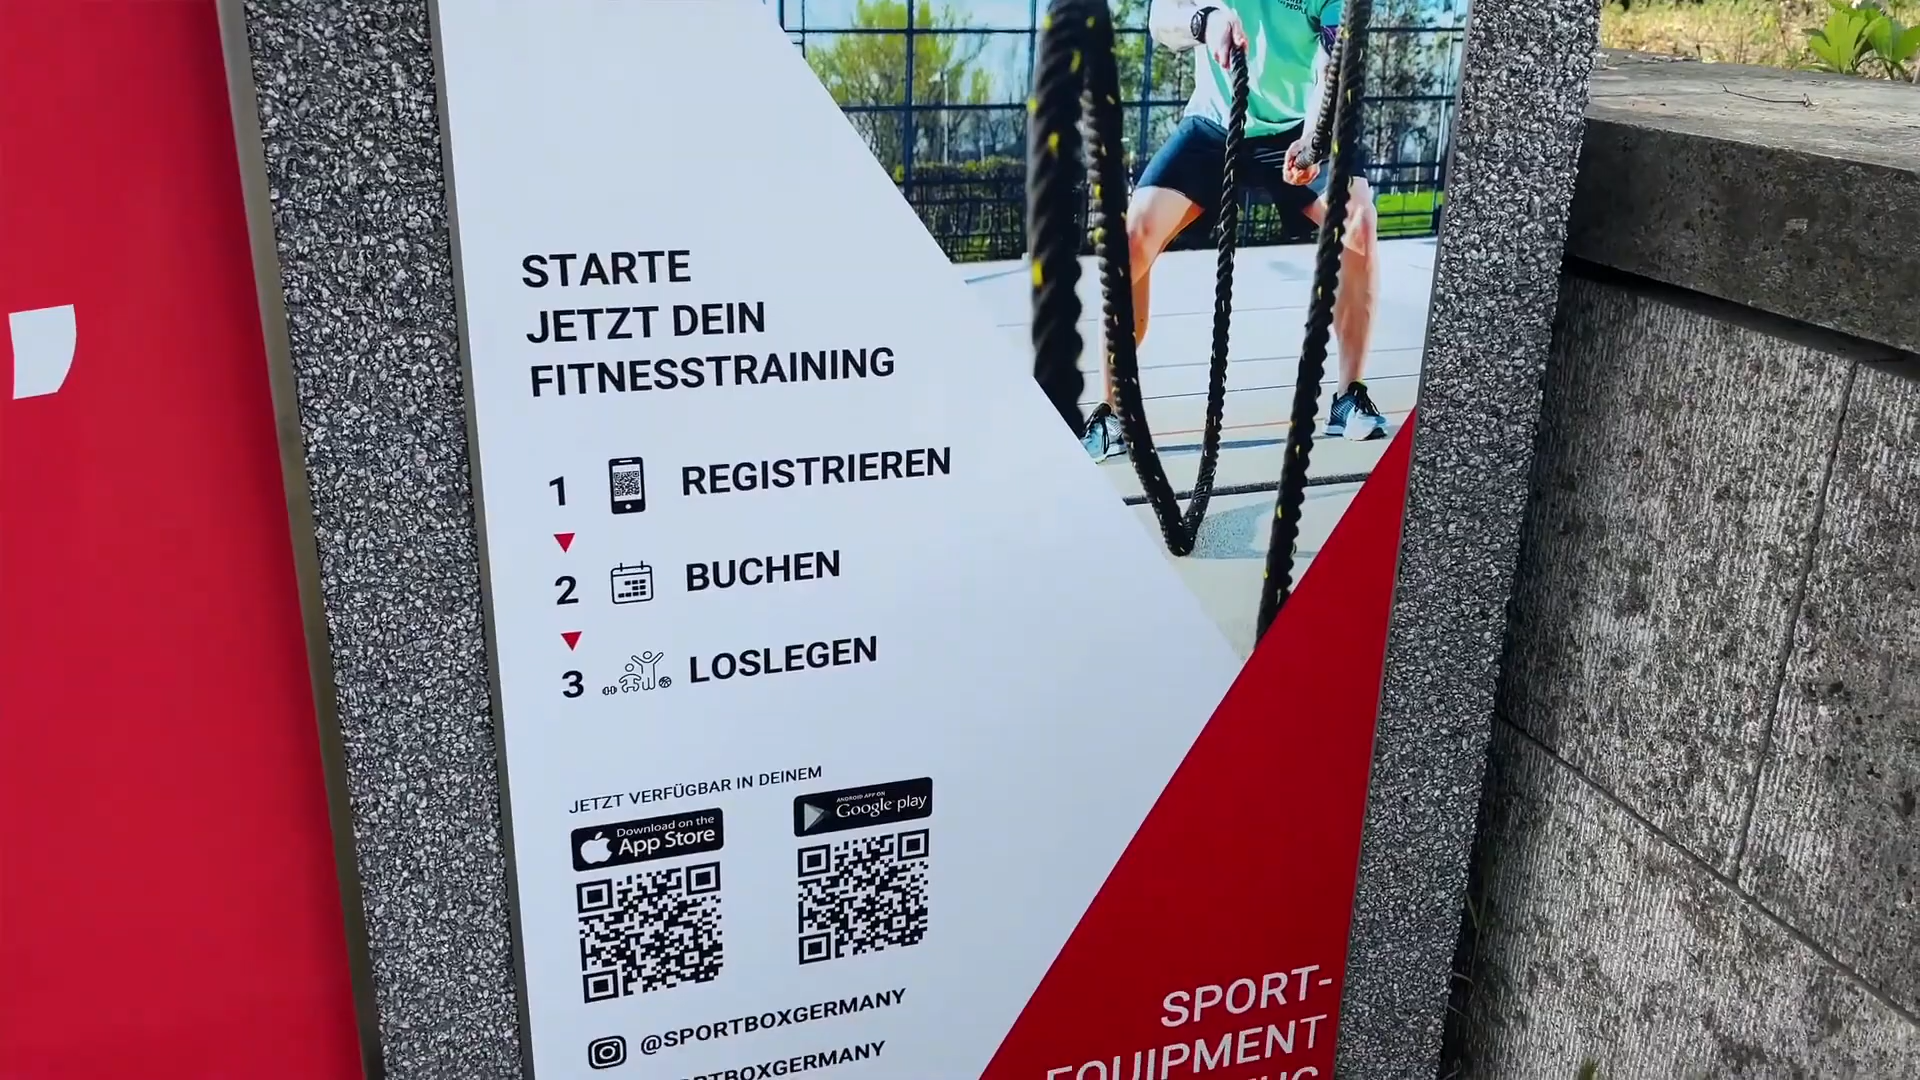 STARTE
JETZT DEIN
FITNESSTRAINING
1 REGISTRIEREN
2 BUCHEN
3 LOSLEGEN
JETZT VERFÜGBAR IN DEINEM
Download on the
App Store
ANDROID APP ON
Google play
@SPORTBOXGERMANY
SPORT-
EQUIPMENT